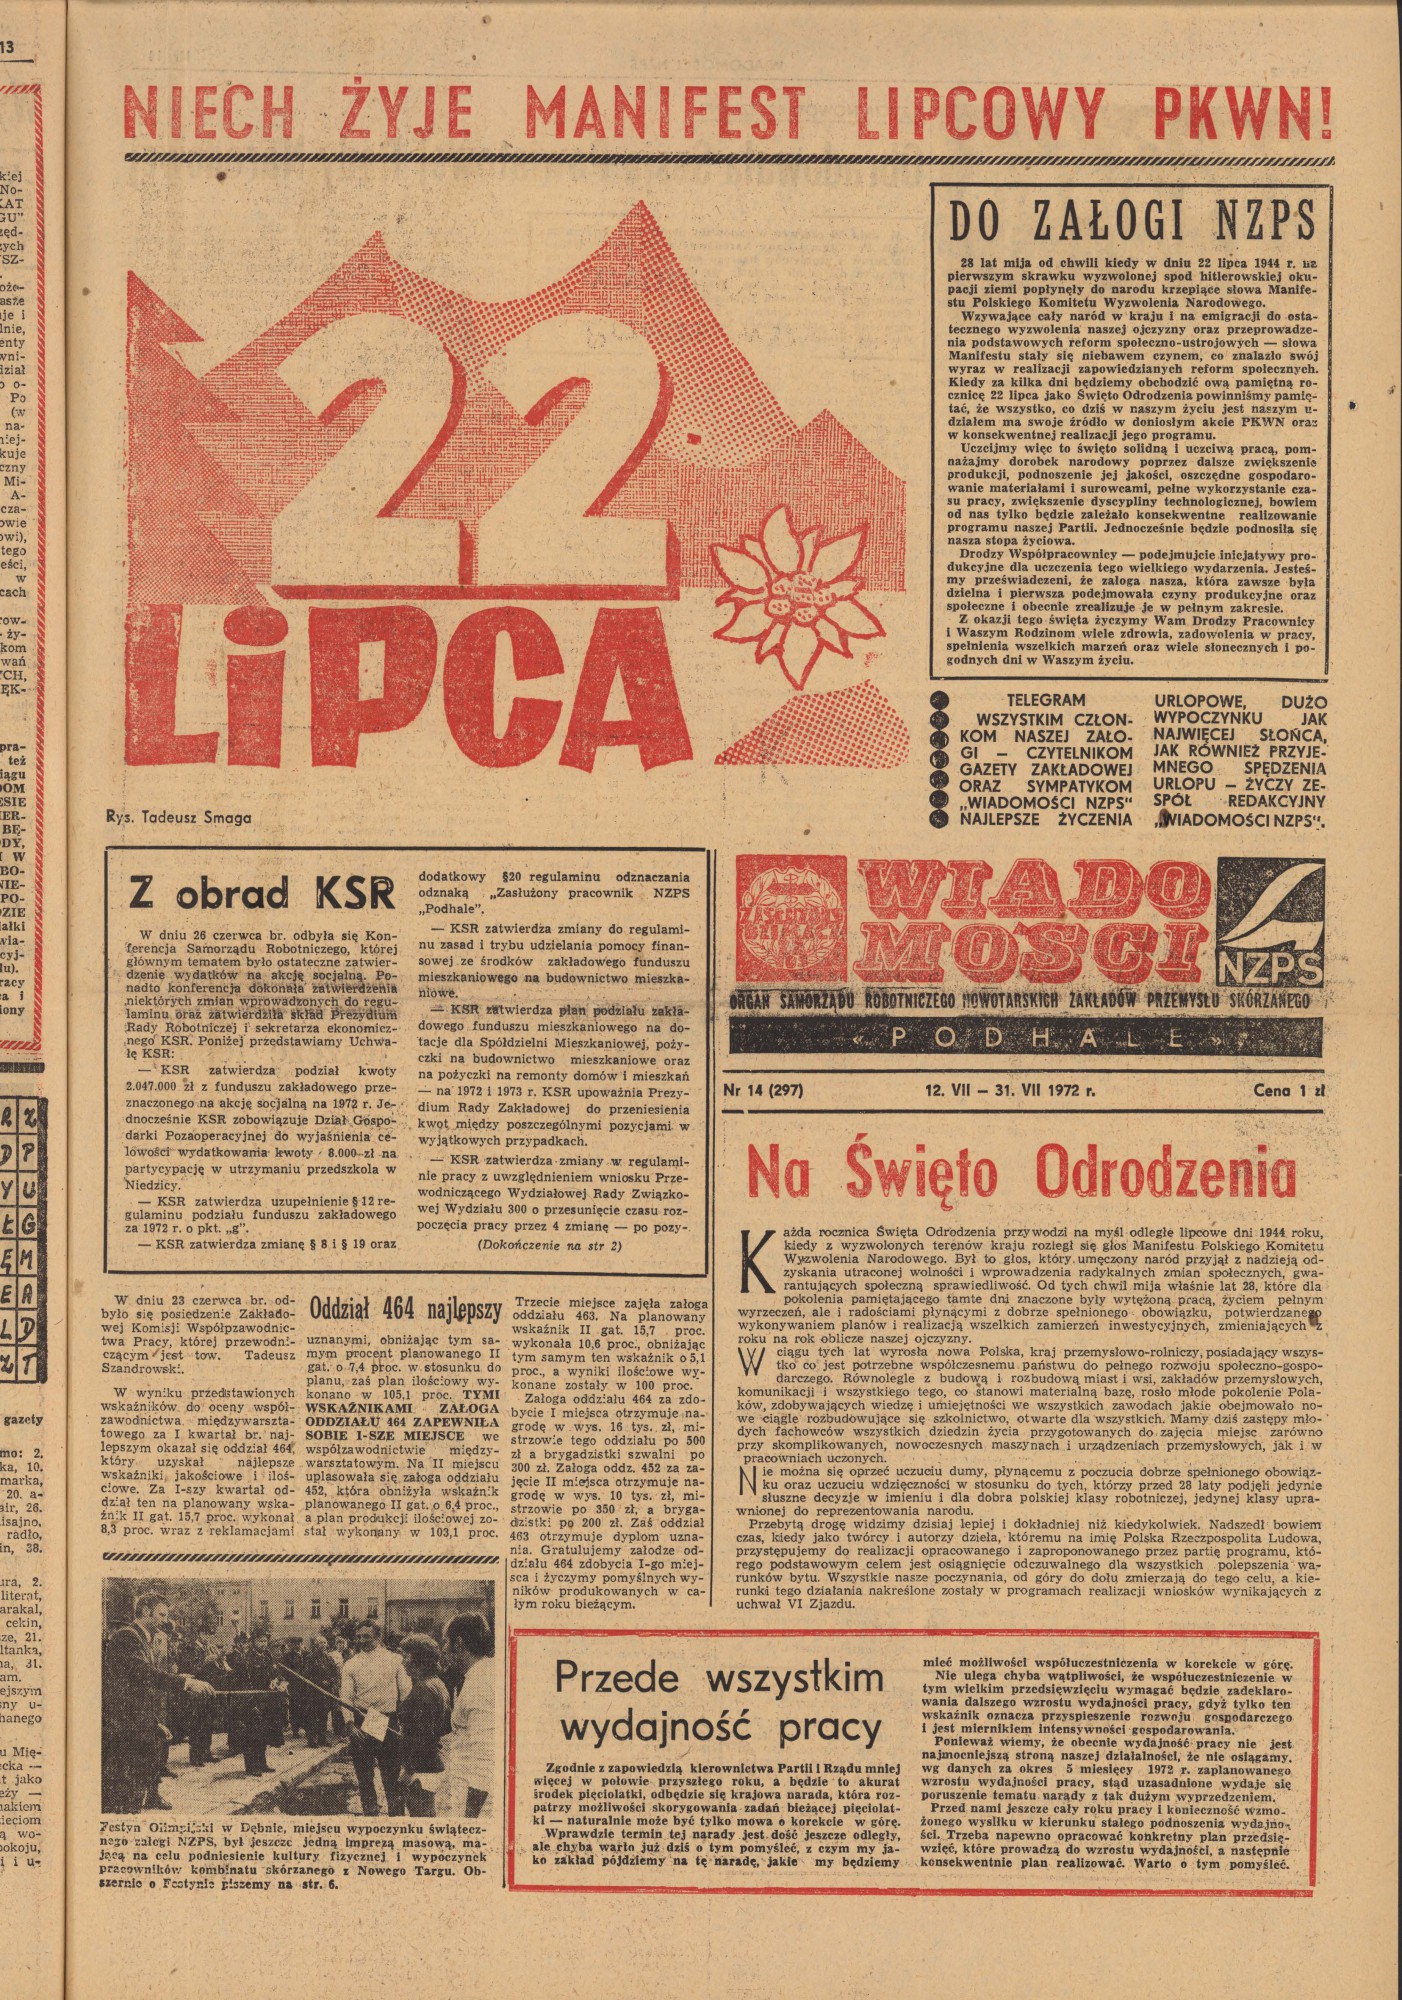 NIECH ŻYJE MANIFEST LIPCOWY PKWN!
22
LIPCA
Rys. Tadeusz Smaga
DO ZAŁOGI NZPS
28 lat mija od chwili kiedy w dniu 22 lipca 1944 r. na
pierwszym skrawku wyzwolonej spod hitlerowskiej oku-
pacji ziemi popłynęły do narodu krzepiące słowa Manife-
stu Polskiego Komitetu Wyzwolenia Narodowego.
Wzywające cały naród w kraju i na emigracji do osta-
tecznego wyzwolenia naszej ojczyzny oraz przeprowadze-
nia podstawowych reform społeczno-ustrojowych — słowa
Manifestu stały się niebawem czynem, co znalazło swój
wyraz w realizacji zapowiedzianych reform społecznych.
Kiedy za kilka dni będziemy obchodzić ową pamiętną ro-
cznicę 22 lipca jako Święto Odrodzenia powinniśmy pamię-
tać, że wszystko, co dziś w naszym życiu jest naszym u-
działem ma swoje źródło w doniosłym akcie PKWN oraz
w konsekwentnej realizacji jego programu.
Uczcijmy więc to święto solidną i uczciwą pracą, pom-
nażajmy dorobek narodowy poprzez dalsze zwiększenie
produkcji, podnoszenie jej jakości, oszczędne gospodaro-
wanie materiałami i surowcami, pełne wykorzystanie cza-
su pracy, zwiększenie dyscypliny technologicznej, bowiem
od nas tylko będzie zależało konsekwentne realizowanie
programu naszej Partii. Jednocześnie będzie podnosiła się
nasza stopa życiowa.
Drodzy Współpracownicy — podejmujcie inicjatywy pro-
dukcyjne dla uczczenia tego wielkiego wydarzenia. Jesteś-
my przeświadczeni, że załoga nasza, która zawsze była
dzielna i pierwsza podejmowała czyny produkcyjne oraz
społeczne i obecnie zrealizuje je w pełnym zakresie.
Z okazji tego święta życzymy Wam Drodzy Pracownicy
i Waszym Rodzinom wiele zdrowia, zadowolenia w pracy,
spełnienia wszelkich marzeń oraz wiele słonecznych i po-
godnych dni w Waszym życiu.
TELEGRAM
WSZYSTKIM CZŁON-
KOM NASZEJ ZAŁO-
GI — CZYTELNIKOM
GAZETY ZAKŁADOWEJ
ORAZ SYMPATYKOM
„WIADOMOŚCI NZPS"
NAJLEPSZE ŻYCZENIA
URLOPOWE, DUŻO
WYPOCZYNKU JAK
NAJWIĘCEJ SŁOŃCA,
JAK RÓWNIEŻ PRZYJE-
MNEGO SPĘDZENIA
URLOPU — ŻYCZY ZE-
SPÓŁ REDAKCYJNY
„WIADOMOŚCI NZPS".
Z obrad KSR
W dniu 26 czerwca br. odbyła się Kon-
ferencja Samorządu Robotniczego, której
głównym tematem było ostateczne zatwier-
dzenie wydatków na akcję socjalną. Po-
nadto konferencja dokonała zatwierdzenia
niektórych zmian wprowadzonych do regu-
laminu oraz zatwierdziła skład Prezydium
Rady Robotniczej i sekretarza ekonomicz-
nego KSR. Poniżej przedstawiamy Uchwa-
łę KSR:
— KSR zatwierdza podział kwoty
2.047.000 zł z funduszu zakładowego prze-
znaczonego na akcję socjalną na 1972 r. Je-
dnocześnie KSR zobowiązuje Dział Gospo-
darki Pozaoperacyjnej do wyjaśnienia ce-
lowości wydatkowania kwoty 8.000 zł na
partycypację w utrzymaniu przedszkola w
Niedzicy.
— KSR zatwierdza uzupełnienie § 12 re-
gulaminu podziału funduszu zakładowego
za 1972 r. o pkt. „g".
— KSR zatwierdza zmianę § 8 i § 19 oraz
dodatkowy §20 regulaminu odznaczania
odznaką „Zasłużony pracownik NZPS
„Podhale".
— KSR zatwierdza zmiany do regulami-
nu zasad i trybu udzielania pomocy finan-
sowej ze środków zakładowego funduszu
mieszkaniowego na budownictwo mieszka-
niowe.
— KSR zatwierdza plan podziału zakła-
dowego funduszu mieszkaniowego na do-
tacje dla Spółdzielni Mieszkaniowej, poży-
czki na budownictwo mieszkaniowe oraz
na pożyczki na remonty domów i mieszkań
— na 1972 i 1973 r. KSR upoważnia Prezy-
dium Rady Zakładowej do przeniesienia
kwot między poszczególnymi pozycjami w
wyjątkowych przypadkach.
— KSR zatwierdza zmiany w regulami-
nie pracy z uwzględnieniem wniosku Prze-
wodniczącego Wydziałowej Rady Związko-
wej Wydziału 300 o przesunięcie czasu roz-
poczęcia pracy przez 4 zmianę — po pozy-
(Dokończenie na str 2)
WIADO
MOŚCI
NZPS
ORGAN SAMORZĄDU ROBOTNICZEGO NOWOTARSKICH ZAKŁADÓW PRZEMYSŁU SKÓRZANEGO
« PODHALE »
Nr 14 (297) 12. VII — 31. VII 1972 r. Cena 1 zł
Na Święto Odrodzenia
Każda rocznica Święta Odrodzenia przywodzi na myśl odległe lipcowe dni 1944 roku,
kiedy z wyzwolonych terenów kraju rozległ się głos Manifestu Polskiego Komitetu
Wyzwolenia Narodowego. Był to głos, który umęczony naród przyjął z nadzieją od-
zyskania utraconej wolności i wprowadzenia radykalnych zmian społecznych, gwa-
rantujących społeczną sprawiedliwość. Od tych chwil mija właśnie lat 28, które dla
pokolenia pamiętającego tamte dni znaczone były wytężoną pracą, życiem pełnym
wyrzeczeń, ale i radościami płynącymi z dobrze spełnionego obowiązku, potwierdzanego
wykonywaniem planów i realizacją wszelkich zamierzeń inwestycyjnych, zmieniających z
roku na rok oblicze naszej ojczyzny.
W ciągu tych lat wyrosła nowa Polska, kraj przemysłowo-rolniczy, posiadający wszys-
tko co jest potrzebne współczesnemu państwu do pełnego rozwoju społeczno-gospo-
darczego. Równolegle z budową i rozbudową miast i wsi, zakładów przemysłowych,
komunikacji i wszystkiego tego, co stanowi materialną bazę, rosło młode pokolenie Pola-
ków, zdobywających wiedzę i umiejętności we wszystkich zawodach jakie obejmowało no-
we ciągle rozbudowujące się szkolnictwo, otwarte dla wszystkich. Mamy dziś zastępy mło-
dych fachowców wszystkich dziedzin życia przygotowanych do zajęcia miejsc zarówno
przy skomplikowanych, nowoczesnych maszynach i urządzeniach przemysłowych, jak i w
pracowniach uczonych.
Nie można się oprzeć uczuciu dumy, płynącemu z poczucia dobrze spełnionego obowiąz-
ku oraz uczuciu wdzięczności w stosunku do tych, którzy przed 28 laty podjęli jedynie
słuszne decyzje w imieniu i dla dobra polskiej klasy robotniczej, jedynej klasy upra-
wnionej do reprezentowania narodu.
Przebytą drogę widzimy dzisiaj lepiej i dokładniej niż kiedykolwiek. Nadszedł bowiem
czas, kiedy jako twórcy i autorzy dzieła, któremu na imię Polska Rzeczpospolita Ludowa,
przystępujemy do realizacji opracowanego i zaproponowanego przez partię programu, któ-
rego podstawowym celem jest osiągnięcie odczuwalnego dla wszystkich polepszenia wa-
runków bytu. Wszystkie nasze poczynania, od góry do dołu zmierzają do tego celu, a kie-
runki tego działania nakreślone zostały w programach realizacji wniosków wynikających z
uchwał VI Zjazdu.
Oddział 464 najlepszy
W dniu 23 czerwca br. od-
było się posiedzenie Zakłado-
wej Komisji Współzawodnic-
twa Pracy, której przewodni-
czącym jest tow. Tadeusz
Szandrowski.
W wyniku przedstawionych
wskaźników do oceny współ-
zawodnictwa międzywarszta-
towego za I kwartał br. naj-
lepszym okazał się oddział 464,
który uzyskał najlepsze
wskaźniki jakościowe i iloś-
ciowe. Za I-szy kwartał od-
dział ten na planowany wska-
źnik II gat. 15,7 proc. wykonał
8,3 proc. wraz z reklamacjami
uznanymi, obniżając tym sa-
mym procent planowanego II
gat. o 7,4 proc. w stosunku do
planu, zaś plan ilościowy wy-
konano w 105,1 proc. TYMI
WSKAŹNIKAMI ZAŁOGA
ODDZIAŁU 464 ZAPEWNIŁA
SOBIE I-SZE MIEJSCE we
współzawodnictwie między-
warsztatowym. Na II miejscu
uplasowała się załoga oddziału
452, która obniżyła wskaźnik
planowanego II gat. o 6,4 proc.,
a plan produkcji ilościowej zo-
stał wykonany w 103,1 proc.
Trzecie miejsce zajęła załoga
oddziału 463. Na planowany
wskaźnik II gat. 15,7 proc.
wykonała 10,6 proc., obniżając
tym samym ten wskaźnik o 5,1
proc., a wyniki ilościowe wy-
konane zostały w 100 proc.
Załoga oddziału 464 za zdo-
bycie I miejsca otrzymuje na-
grodę w wys. 16 tys. zł, mi-
strzowie tego oddziału po 500
zł a brygadzistki szwalni po
300 zł. Załoga oddz. 452 za za-
jęcie II miejsca otrzymuje na-
grodę w wys. 10 tys. zł, mi-
strzowie po 350 zł, a bryga-
dzistki po 200 zł. Zaś oddział
463 otrzymuje dyplom uzna-
nia. Gratulujemy załodze od-
działu 464 zdobycia I-go miej-
sca i życzymy pomyślnych wy-
ników produkowanych w ca-
łym roku bieżącym.
Festyn Olimpijski w Dębnie, miejscu wypoczynku świątecz-
nego załogi NZPS, był jeszcze jedną imprezą masową, ma-
jącą na celu podniesienie kultury fizycznej i wypoczynek
pracowników kombinatu skórzanego z Nowego Targu. Ob-
szernie o Festynie piszemy na str. 6.
Przede wszystkim
wydajność pracy
Zgodnie z zapowiedzią kierownictwa Partii i Rządu mniej
więcej w połowie przyszłego roku, a będzie to akurat
środek pięciolatki, odbędzie się krajowa narada, która roz-
patrzy możliwości skorygowania zadań bieżącej pięciolat-
ki — naturalnie może być tylko mowa o korekcie w górę.
Wprawdzie termin tej narady jest dość jeszcze odległy,
ale chyba warto już dziś o tym pomyśleć, z czym my ja-
ko zakład pójdziemy na tę naradę, jakie my będziemy
mieć możliwości współuczestniczenia w korekcie w górę.
Nie ulega chyba wątpliwości, że współuczestniczenie w
tym wielkim przedsięwzięciu wymagać będzie zadeklaro-
wania dalszego wzrostu wydajności pracy, gdyż tylko ten
wskaźnik oznacza przyspieszenie rozwoju gospodarczego
i jest miernikiem intensywności gospodarowania.
Ponieważ wiemy, że obecnie wydajność pracy nie jest
najmocniejszą stroną naszej działalności, że nie osiągamy,
wg danych za okres 5 miesięcy 1972 r. zaplanowanego
wzrostu wydajności pracy, stąd uzasadnione wydaje się
poruszenie tematu narady z tak dużym wyprzedzeniem.
Przed nami jeszcze cały roku pracy i konieczność wzmo-
żonego wysiłku w kierunku stałego podnoszenia wydajno-
ści. Trzeba napewno opracować konkretny plan przedsię-
wzięć, które prowadzą do wzrostu wydajności, a następnie
konsekwentnie plan realizować. Warto o tym pomyśleć.